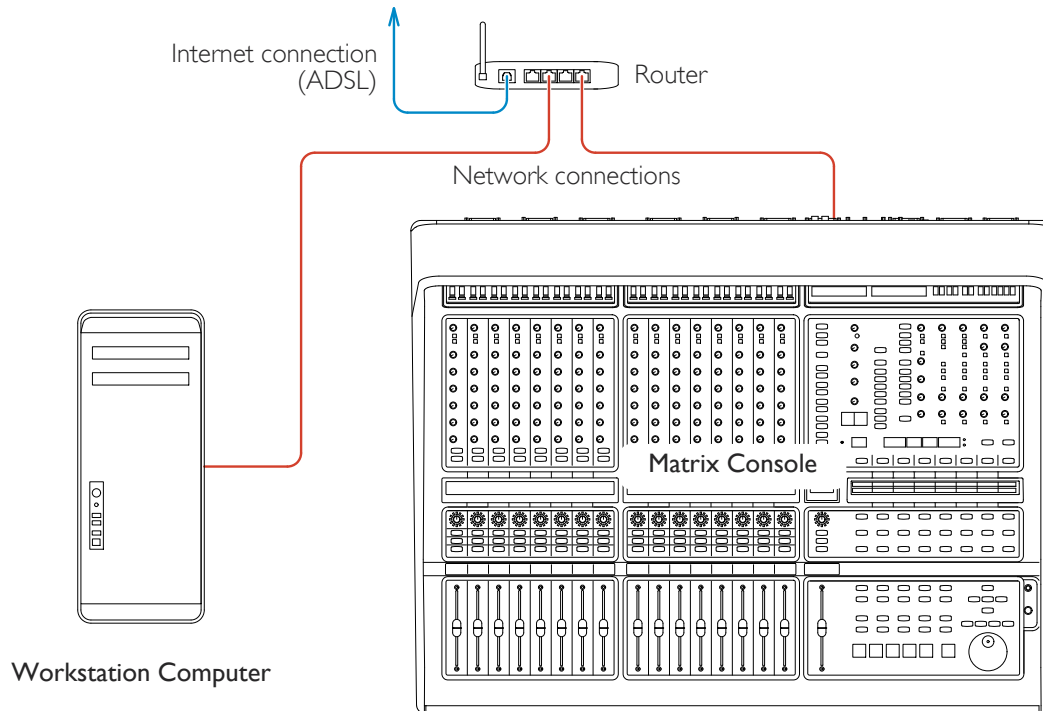 Internet connection
(ADSL)
Router
Network connections
Matrix Console
Workstation Computer